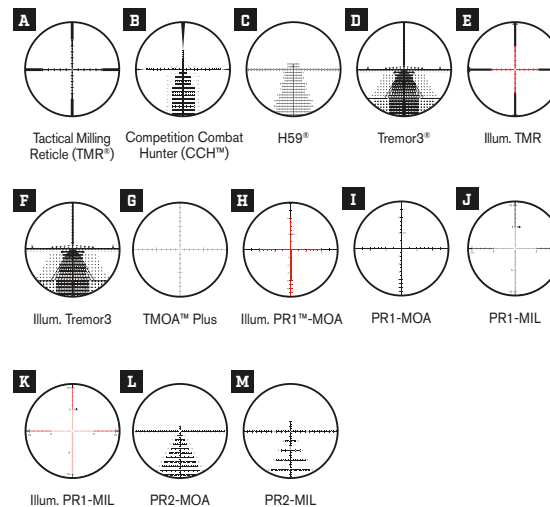 A
B
C
D
E
Tactical Milling
Reticle (TMR®)
Competition Combat
Hunter (CCH™)
H59®
Tremor3®
Illum. TMR
F
G
H
I
J
Illum. Tremor3
TMOA™ Plus
Illum. PR1™-MOA
PR1-MOA
PR1-MIL
K
L
M
Illum. PR1-MIL
PR2-MOA
PR2-MIL